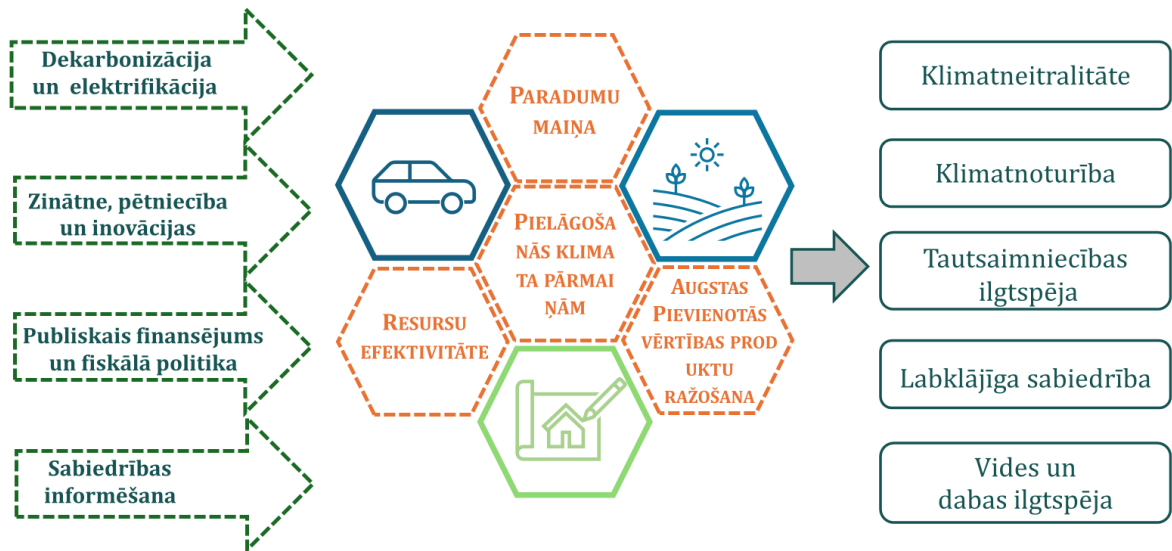 Dekarbonizācija
un elektrifikācija
Zinātne, pētniecība
un inovācijas
Publiskais finansējums
un fiskālā politika
Sabiedrības
informēšana
PARADUMU
MAIŅA
PIELĀGOŠA
NĀS KLIMA
TA PĀRMAI
ŅĀM
RESURSU
EFEKTIVITĀTE
AUGSTAS
PIEVIENOTĀS
VĒRTĪBAS PROD
UKTU
RAŽOŠANA
Klimatneitralitāte
Klimatnoturība
Tautsaimniecības
ilgtspēja
Labklājīga sabiedrība
Vides un
dabas ilgtspēja